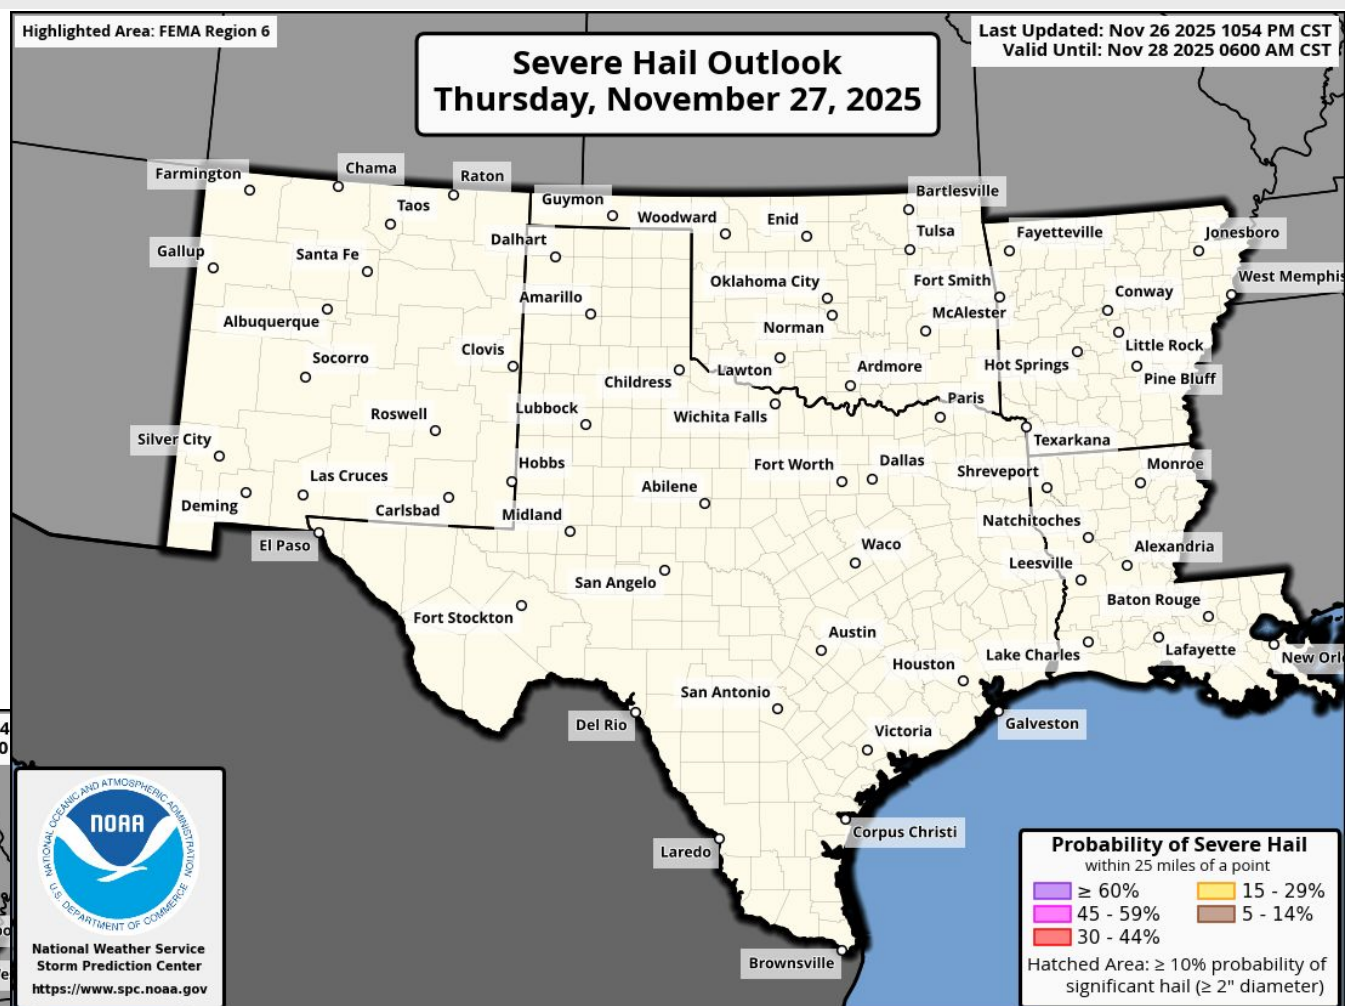 Highlighted Area: FEMA Region 6
Severe Hail Outlook
Thursday, November 27, 2025
Last Updated: Nov 26 2025 1054 PM CST
Valid Until: Nov 28 2025 0600 AM CST
Farmington
Chama
Raton
Taos
Guymon
Woodward
Enid
Bartlesville
Tulsa
Fayetteville
Jonesboro
Gallup
Santa Fe
Dalhart
West Memphis
Oklahoma City
Fort Smith
Conway
Amarillo
Albuquerque
Norman
McAlester
Little Rock
Socorro
Clovis
Childress
Lawton
Ardmore
Hot Springs
Pine Bluff
Roswell
Lubbock
Wichita Falls
Paris
Texarkana
Silver City
Las Cruces
Hobbs
Fort Worth
Dallas
Shreveport
Monroe
Deming
Carlsbad
Midland
Abilene
Natchitoches
El Paso
Waco
Alexandria
San Angelo
Leesville
Fort Stockton
Baton Rouge
Austin
Houston
Lake Charles
Lafayette
New Orl
San Antonio
Del Rio
Victoria
Galveston
Corpus Christi
Laredo
Brownsville
4
0
NATIONAL OCEANIC AND ATMOSPHERIC ADMINISTRATION
NOAA
U.S. DEPARTMENT OF COMMERCE
National Weather Service
Storm Prediction Center
https://www.spc.noaa.gov
Probability of Severe Hail
within 25 miles of a point
≥ 60%
15 - 29%
45 - 59%
5 - 14%
30 - 44%
Hatched Area: ≥ 10% probability of
significant hail (≥ 2" diameter)